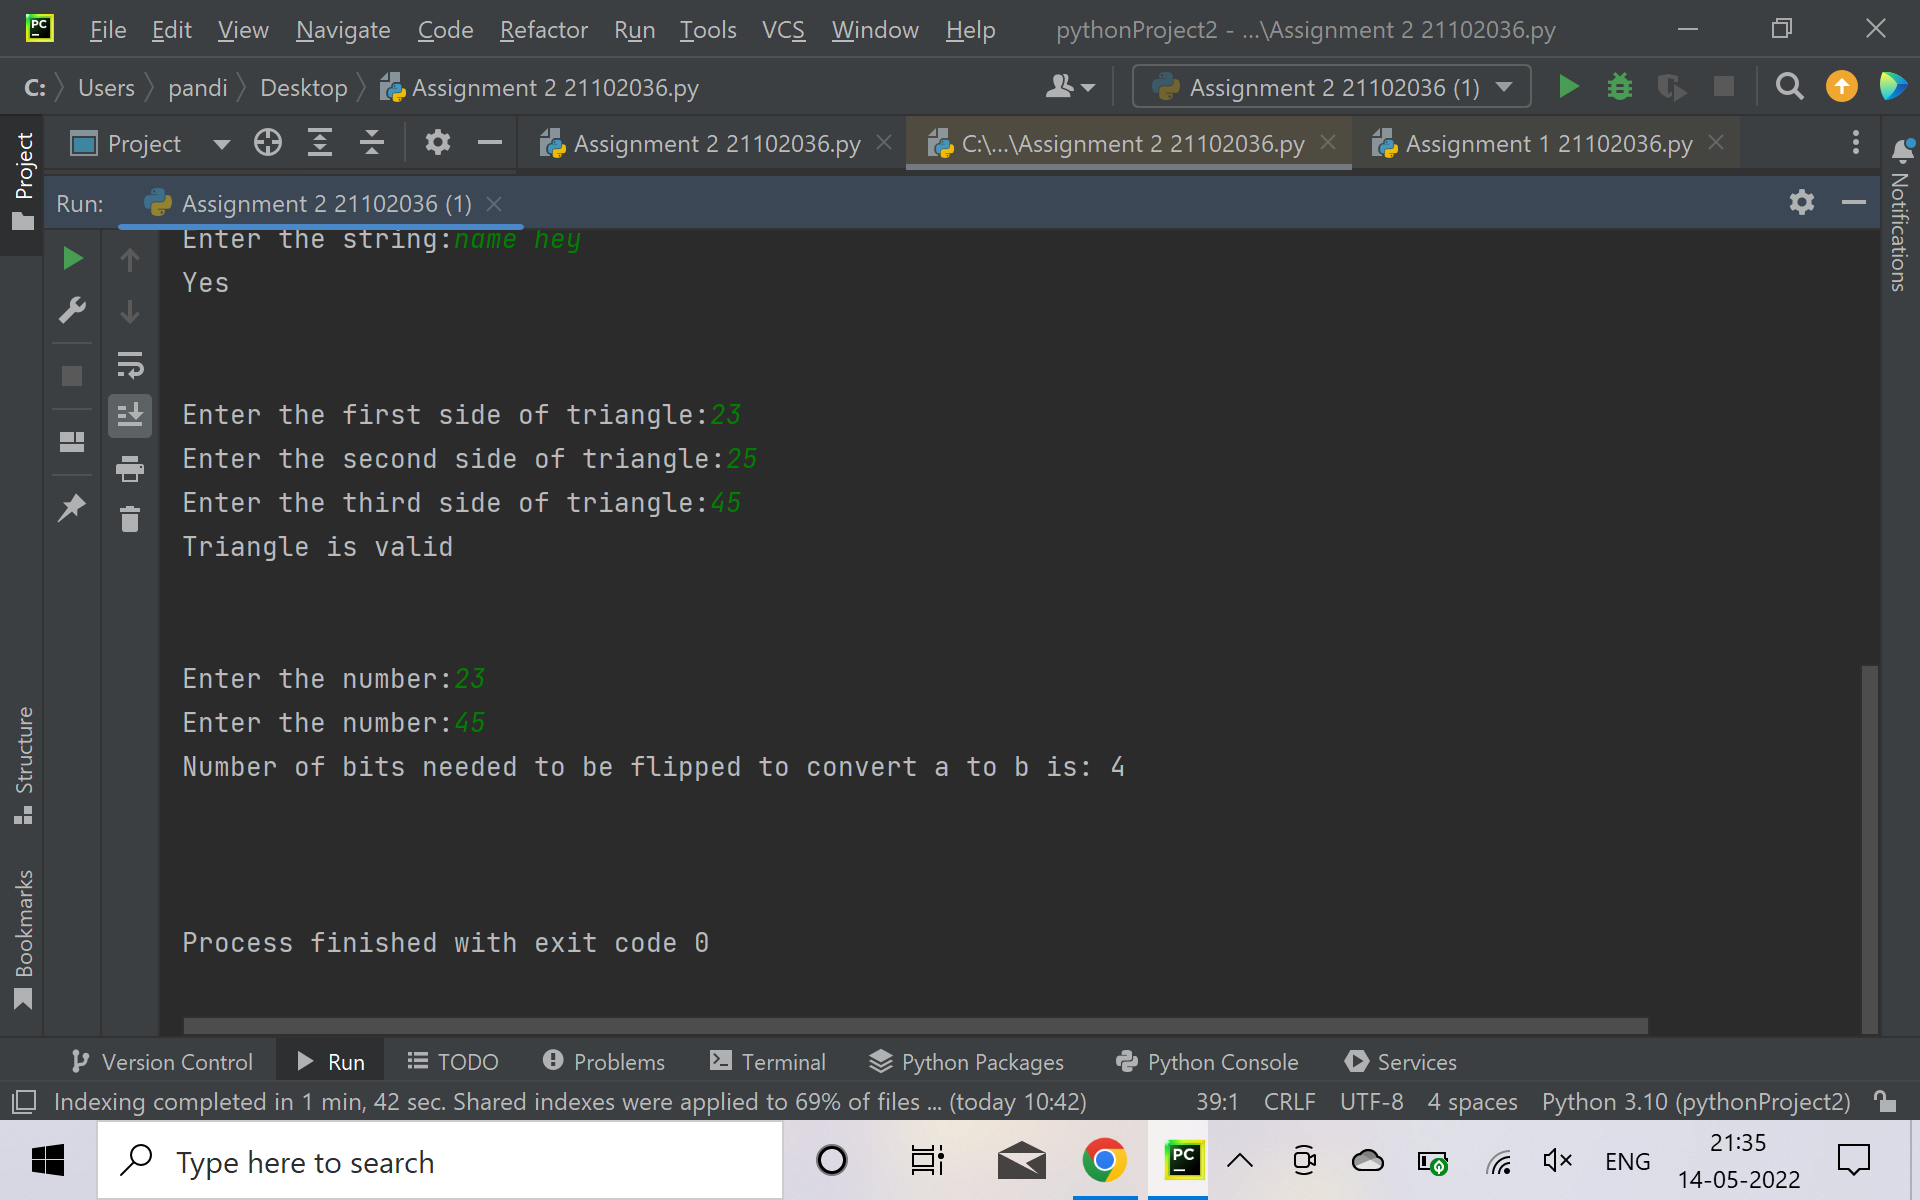 PC File Edit View Navigate Code Refactor Run Tools VCS Window Help pythonProject2 - ...\Assignment 2 21102036.py
C: Users pandi Desktop Assignment 2 21102036.py Assignment 2 21102036 (1)
Project Project Assignment 2 21102036.py C:\...\Assignment 2 21102036.py Assignment 1 21102036.py
Notifications
Run: Assignment 2 21102036 (1)
Enter the string:name hey
Yes
Enter the first side of triangle:23
Enter the second side of triangle:25
Enter the third side of triangle:45
Triangle is valid
Enter the number:23
Enter the number:45
Number of bits needed to be flipped to convert a to b is: 4
Process finished with exit code 0
Structure
Bookmarks
Version Control Run TODO Problems Terminal Python Packages Python Console Services
Indexing completed in 1 min, 42 sec. Shared indexes were applied to 69% of files ... (today 10:42) 39:1 CRLF UTF-8 4 spaces Python 3.10 (pythonProject2)
Type here to search PC ENG 21:35
14-05-2022